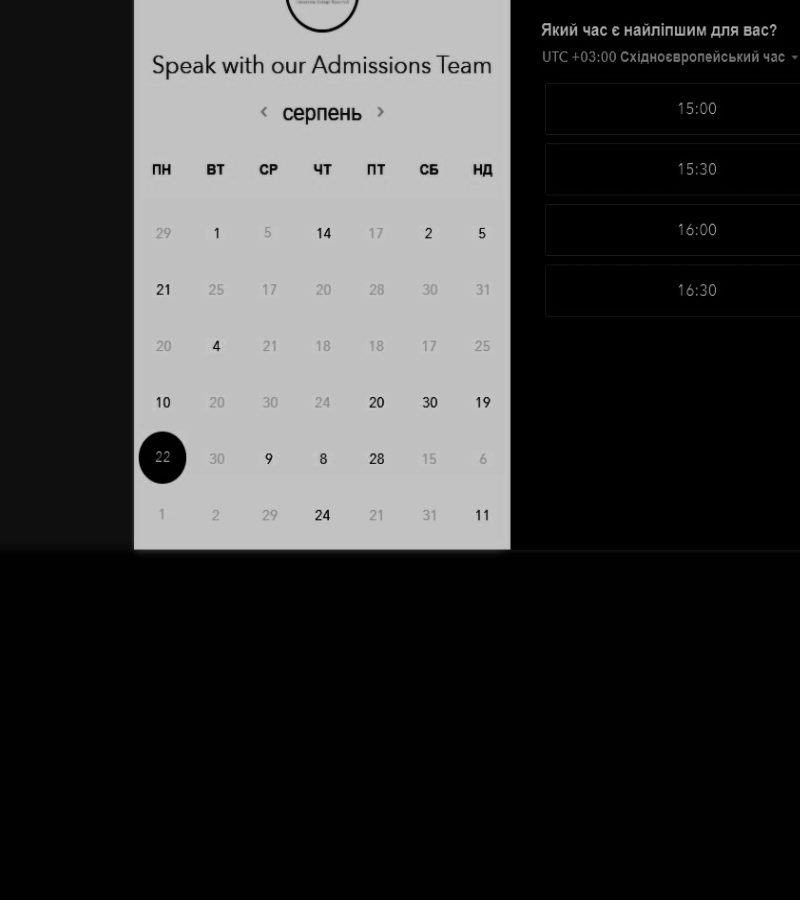 Speak with our Admissions Team
серпень
ПН ВТ СР ЧТ ПТ СБ НД
29 1 5 14 17 2 5
21 25 17 20 28 30 31
20 4 21 18 18 17 25
10 20 30 24 20 30 19
22 30 9 8 28 15 6
1 2 29 24 21 31 11
Який час є найліпшим для вас?
UTC +03:00 Східноєвропейський час
15:00
15:30
16:00
16:30